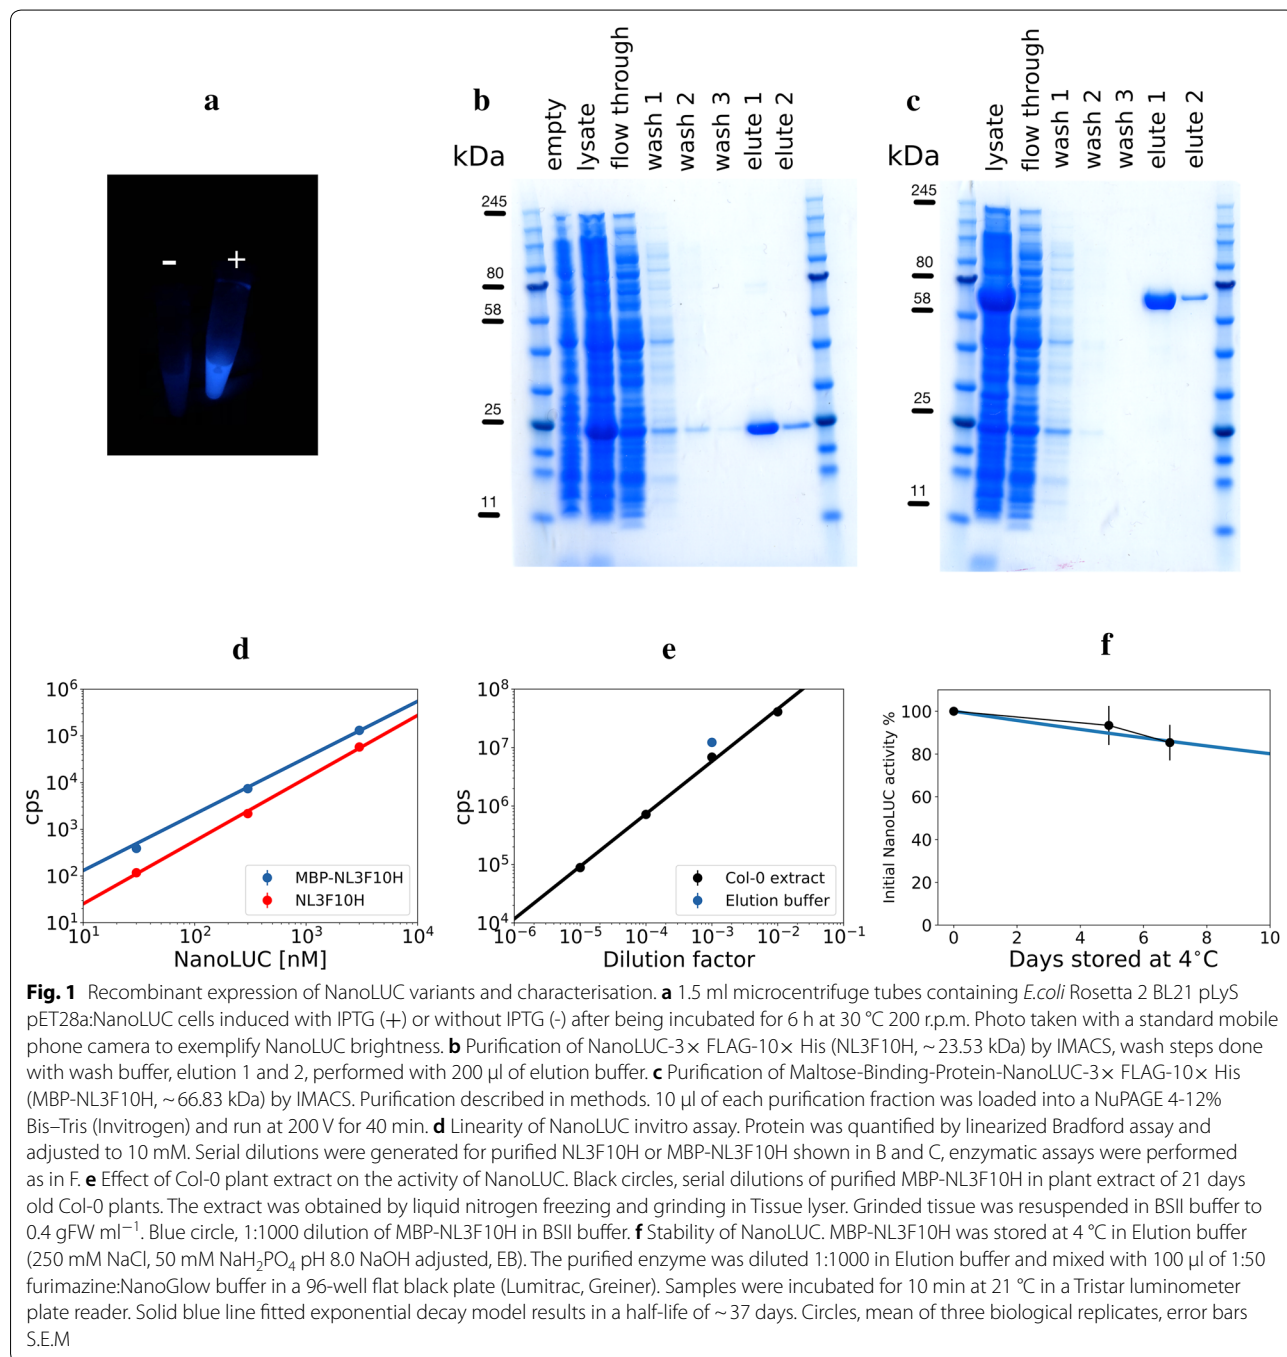 a
b
c
empty
lysate
flow through
wash 1
wash 2
wash 3
elute 1
elute 2
lysate
flow through
wash 1
wash 2
wash 3
elute 1
elute 2
kDa
kDa
245
80
58
25
11
245
80
58
25
11
-
+
d
e
f
10⁶
10⁵
10⁴
10³
10²
10¹
cps
10¹
10²
10³
10⁴
NanoLUC [nM]
MBP-NL3F10H
NL3F10H
10⁸
10⁷
10⁶
10⁵
10⁴
cps
10⁻⁶
10⁻⁵
10⁻⁴
10⁻³
10⁻²
10⁻¹
Dilution factor
Col-0 extract
Elution buffer
100
80
60
40
20
0
Initial NanoLUC activity %
0
2
4
6
8
10
Days stored at 4°C
Fig. 1 Recombinant expression of NanoLUC variants and characterisation. a 1.5 ml microcentrifuge tubes containing E.coli Rosetta 2 BL21 pLyS
pET28a:NanoLUC cells induced with IPTG (+) or without IPTG (-) after being incubated for 6 h at 30 °C 200 r.p.m. Photo taken with a standard mobile
phone camera to exemplify NanoLUC brightness. b Purification of NanoLUC-3× FLAG-10× His (NL3F10H, ~23.53 kDa) by IMACS, wash steps done
with wash buffer, elution 1 and 2, performed with 200 µl of elution buffer. c Purification of Maltose-Binding-Protein-NanoLUC-3× FLAG-10× His
(MBP-NL3F10H, ~66.83 kDa) by IMACS. Purification described in methods. 10 µl of each purification fraction was loaded into a NuPAGE 4-12%
Bis–Tris (Invitrogen) and run at 200 V for 40 min. d Linearity of NanoLUC invitro assay. Protein was quantified by linearized Bradford assay and
adjusted to 10 mM. Serial dilutions were generated for purified NL3F10H or MBP-NL3F10H shown in B and C, enzymatic assays were performed
as in F. e Effect of Col-0 plant extract on the activity of NanoLUC. Black circles, serial dilutions of purified MBP-NL3F10H in plant extract of 21 days
old Col-0 plants. The extract was obtained by liquid nitrogen freezing and grinding in Tissue lyser. Grinded tissue was resuspended in BSII buffer to
0.4 gFW ml⁻¹. Blue circle, 1:1000 dilution of MBP-NL3F10H in BSII buffer. f Stability of NanoLUC. MBP-NL3F10H was stored at 4 °C in Elution buffer
(250 mM NaCl, 50 mM NaH₂PO₄ pH 8.0 NaOH adjusted, EB). The purified enzyme was diluted 1:1000 in Elution buffer and mixed with 100 µl of 1:50
furimazine:NanoGlow buffer in a 96-well flat black plate (Lumitrac, Greiner). Samples were incubated for 10 min at 21 °C in a Tristar luminometer
plate reader. Solid blue line fitted exponential decay model results in a half-life of ~37 days. Circles, mean of three biological replicates, error bars
S.E.M